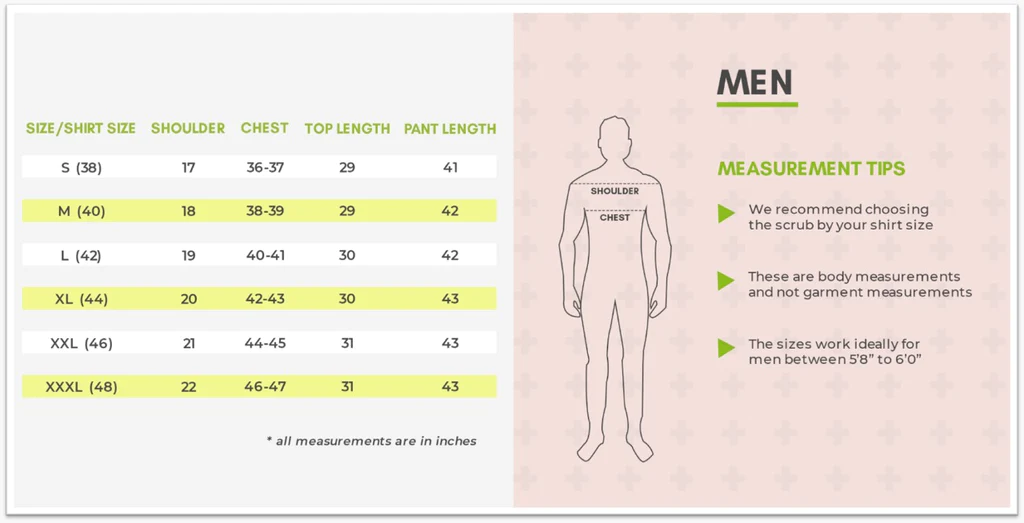 SIZE/SHIRT SIZE SHOULDER CHEST TOP LENGTH PANT LENGTH
S (38) 17 36-37 29 41
M (40) 18 38-39 29 42
L (42) 19 40-41 30 42
XL (44) 20 42-43 30 43
XXL (46) 21 44-45 31 43
XXXL (48) 22 46-47 31 43
* all measurements are in inches
MEN
SHOULDER
CHEST
MEASUREMENT TIPS
We recommend choosing
the scrub by your shirt size
These are body measurements
and not garment measurements
The sizes work ideally for
men between 5'8” to 6'0”